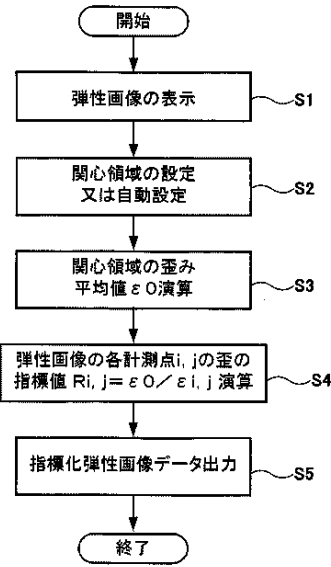 開始
弾性画像の表示
S1
関心領域の設定
又は自動設定
S2
関心領域の歪み
平均値ε0演算
S3
弾性画像の各計測点i, jの歪の
指標値 Ri, j=ε0/εi, j 演算
S4
指標化弾性画像データ出力
S5
終了